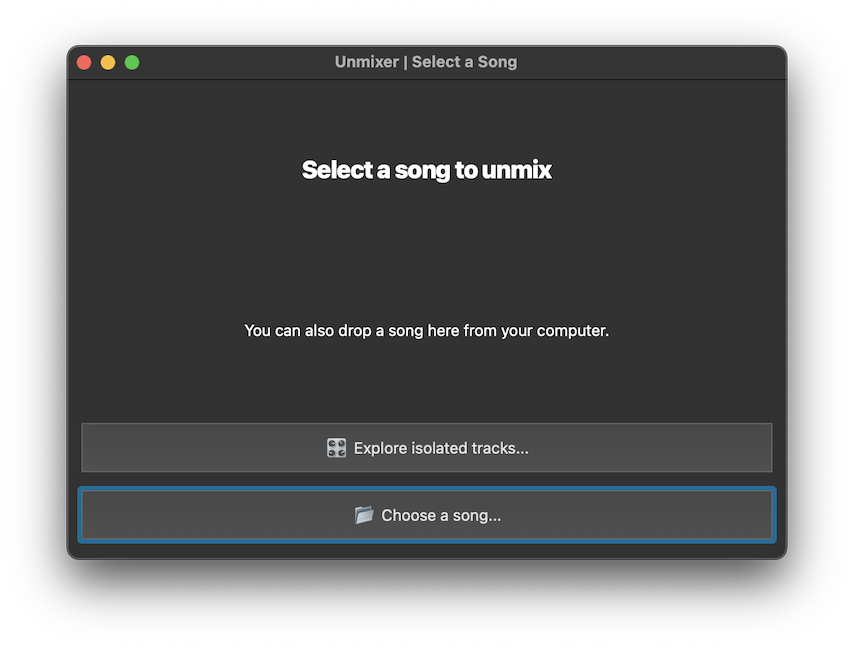 Unmixer | Select a Song
Select a song to unmix
You can also drop a song here from your computer.
Explore isolated tracks...
Choose a song...